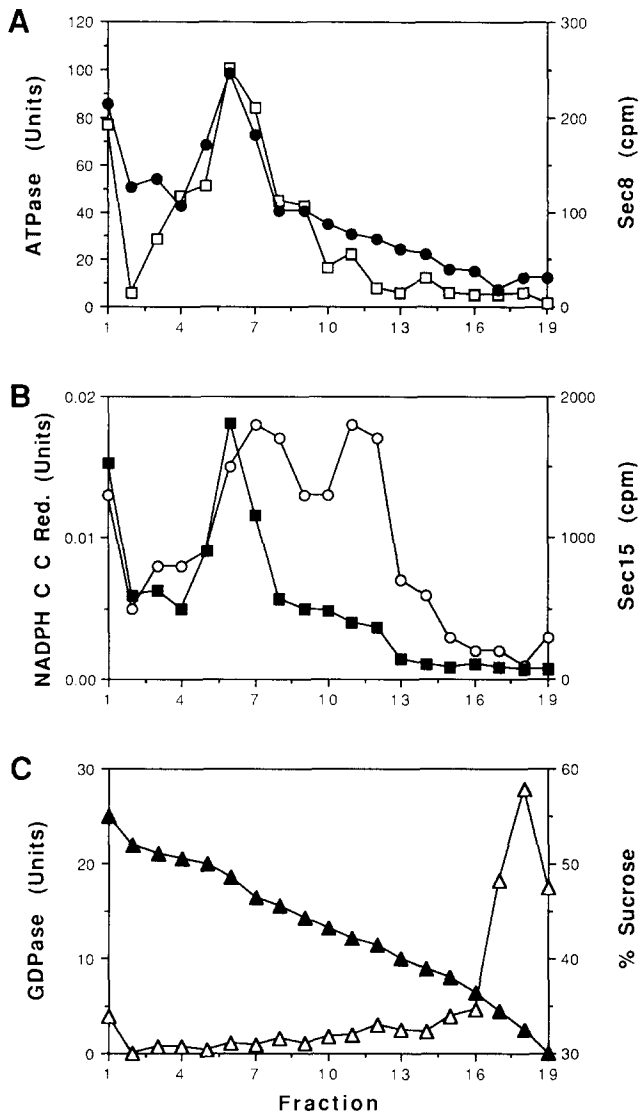 A
ATPase (Units)
120
100
80
60
40
20
0
300
200
100
0
Sec8 (cpm)
1 4 7 10 13 16 19
B
NADPH C C Red. (Units)
0.02
0.01
0.00
2000
1000
0
Sec15 (cpm)
1 4 7 10 13 16 19
C
GDPase (Units)
30
20
10
0
60
50
40
30
% Sucrose
1 4 7 10 13 16 19
Fraction